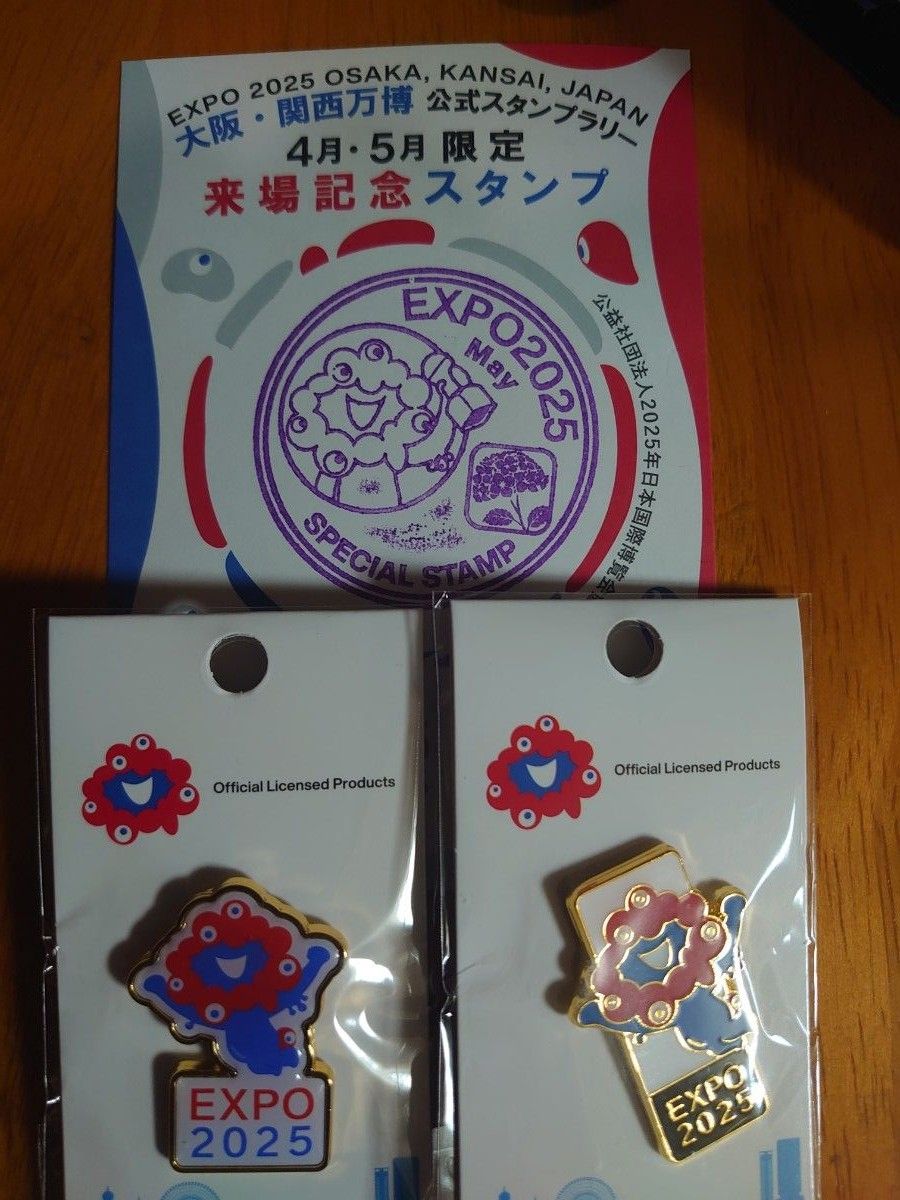 EXPO 2025 OSAKA, KANSAI, JAPAN
大阪・関西万博 公式スタンプラリー
4月・5月 限定
来場記念スタンプ
公益社団法人2025年日本国際博覧会
EXPO2025
May
SPECIAL STAMP
Official Licensed Products
Official Licensed Products
EXPO
2025
EXPO
2025